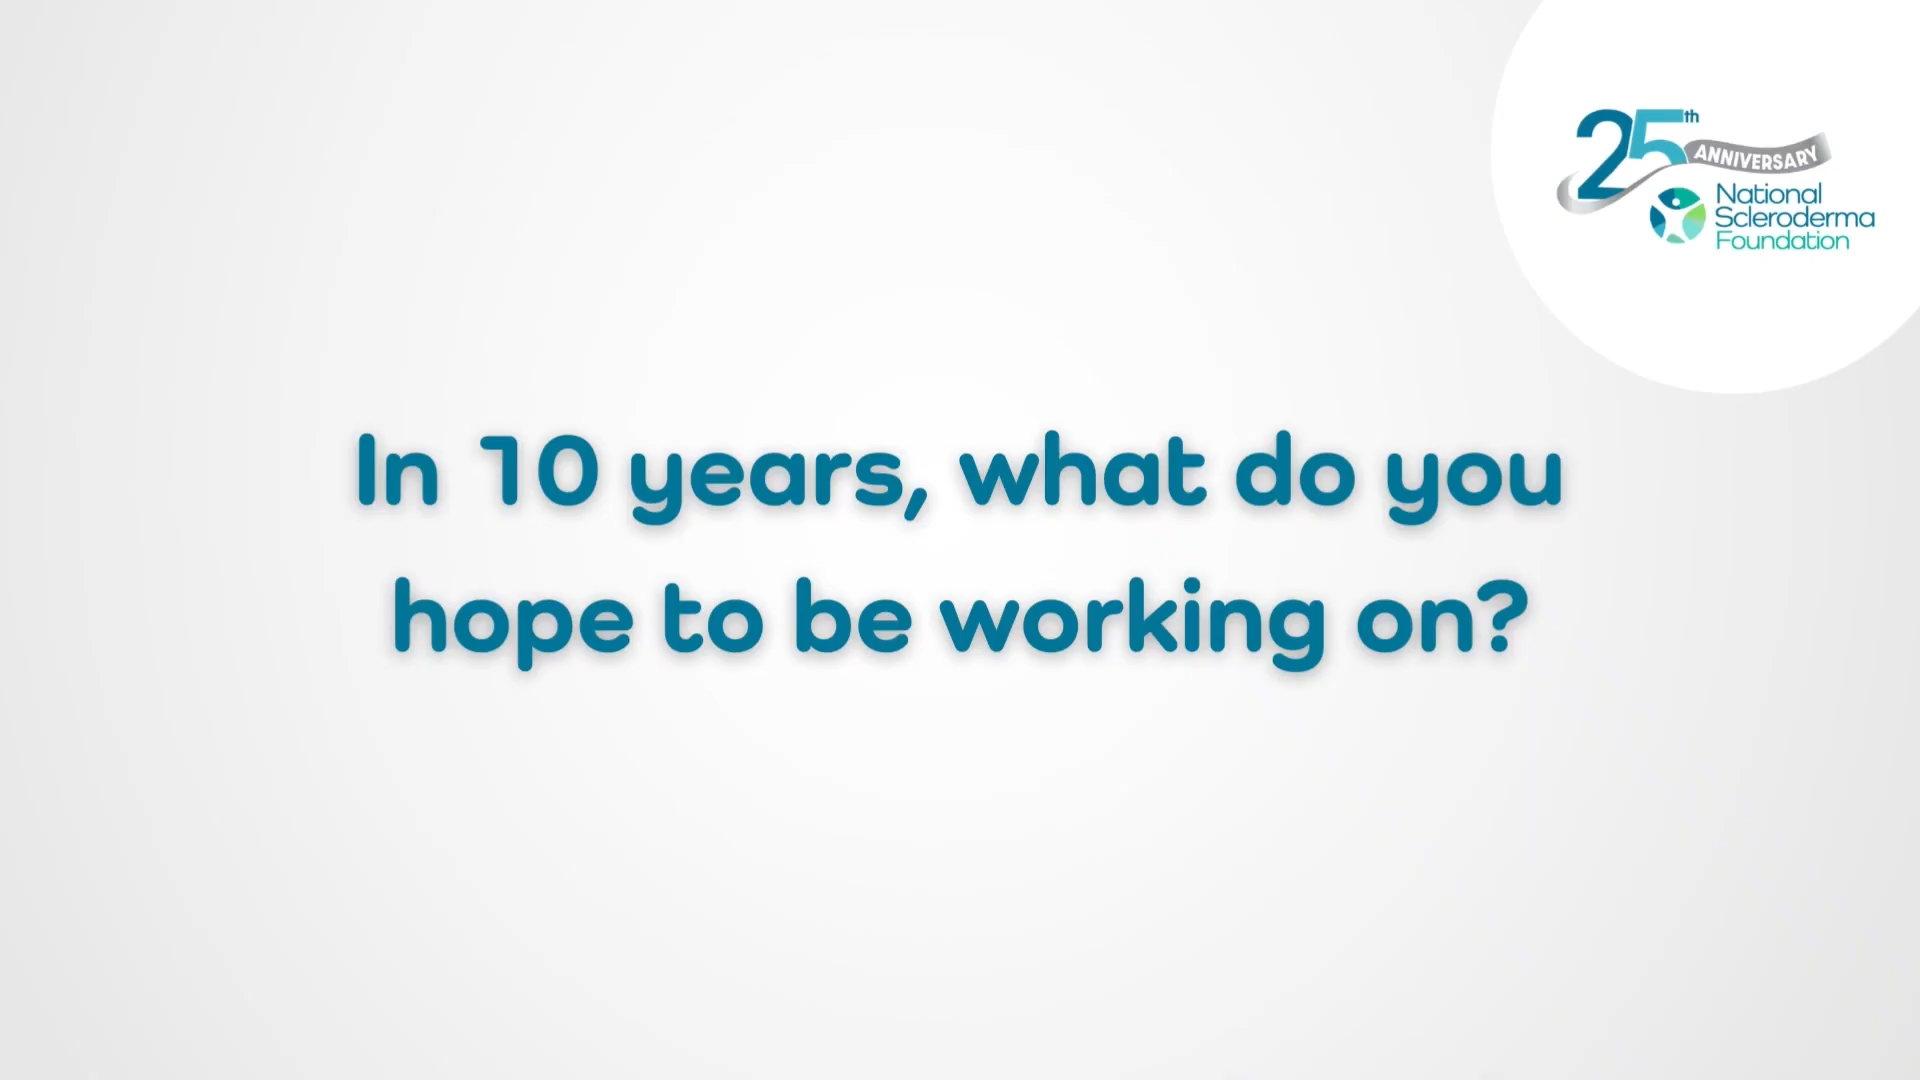 25th
ANNIVERSARY
National
Scleroderma
Foundation
In 10 years, what do you
hope to be working on?